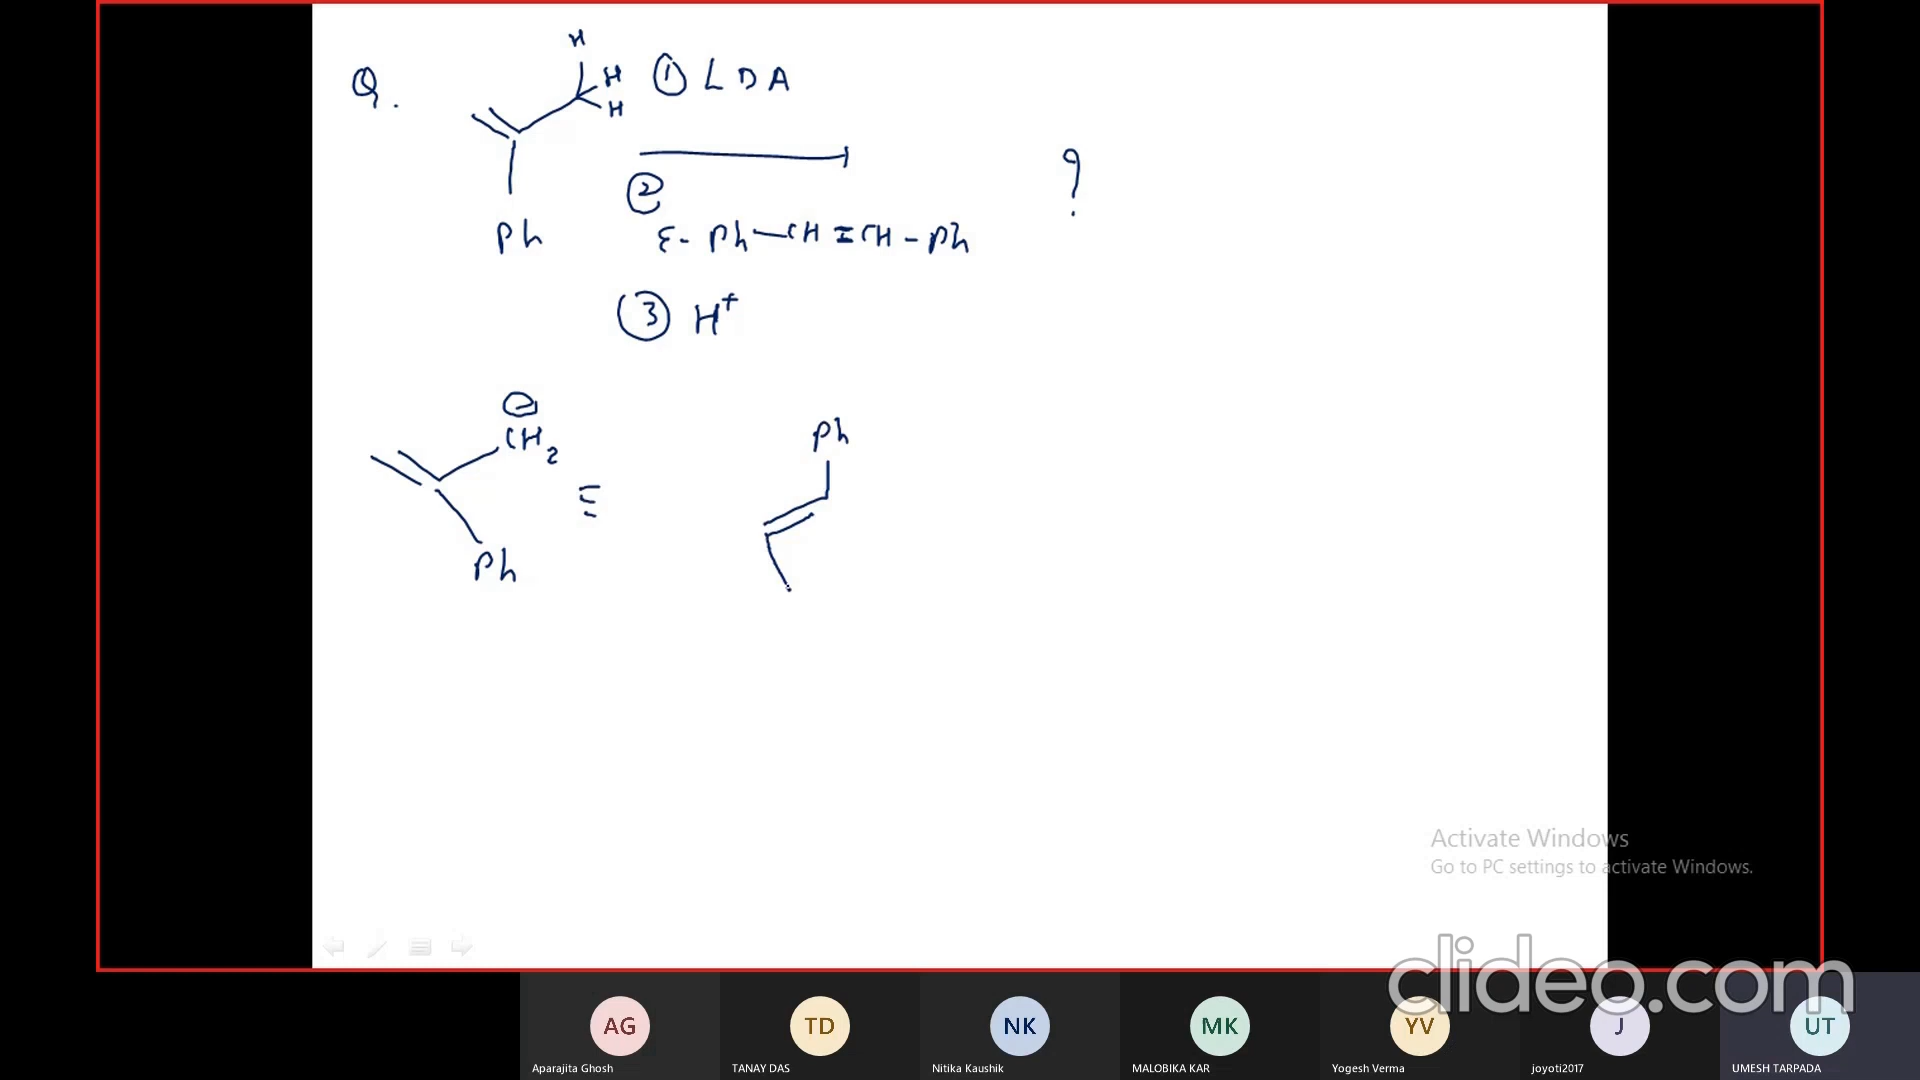 H
Q.
H
H
① LDA
②
Ph
E- Ph-CH=CH-Ph
?
③ H⁺
⊖
CH₂
Ph
≡
Ph
Activate Windows
Go to PC settings to activate Windows.
clideo.com
AG
TD
NK
MK
YV
J
UT
Aparajita Ghosh
TANAY DAS
Nitika Kaushik
MALOBIKA KAR
Yogesh Verma
joyoti2017
UMESH TARPADA